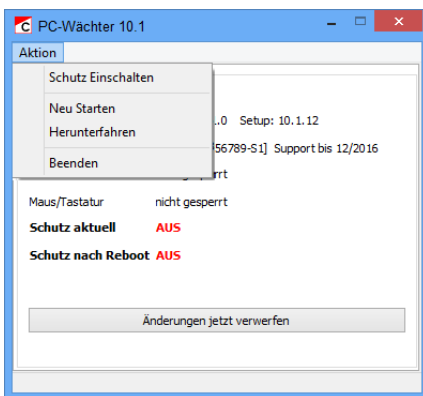 PC-Wächter 10.1
Aktion
Schutz Einschalten
Neu Starten
Herunterfahren
Beenden
.0 Setup: 10.1.12
56789-S1] Support bis 12/2016
Maus/Tastatur nicht gesperrt
Schutz aktuell AUS
Schutz nach Reboot AUS
Änderungen jetzt verwerfen